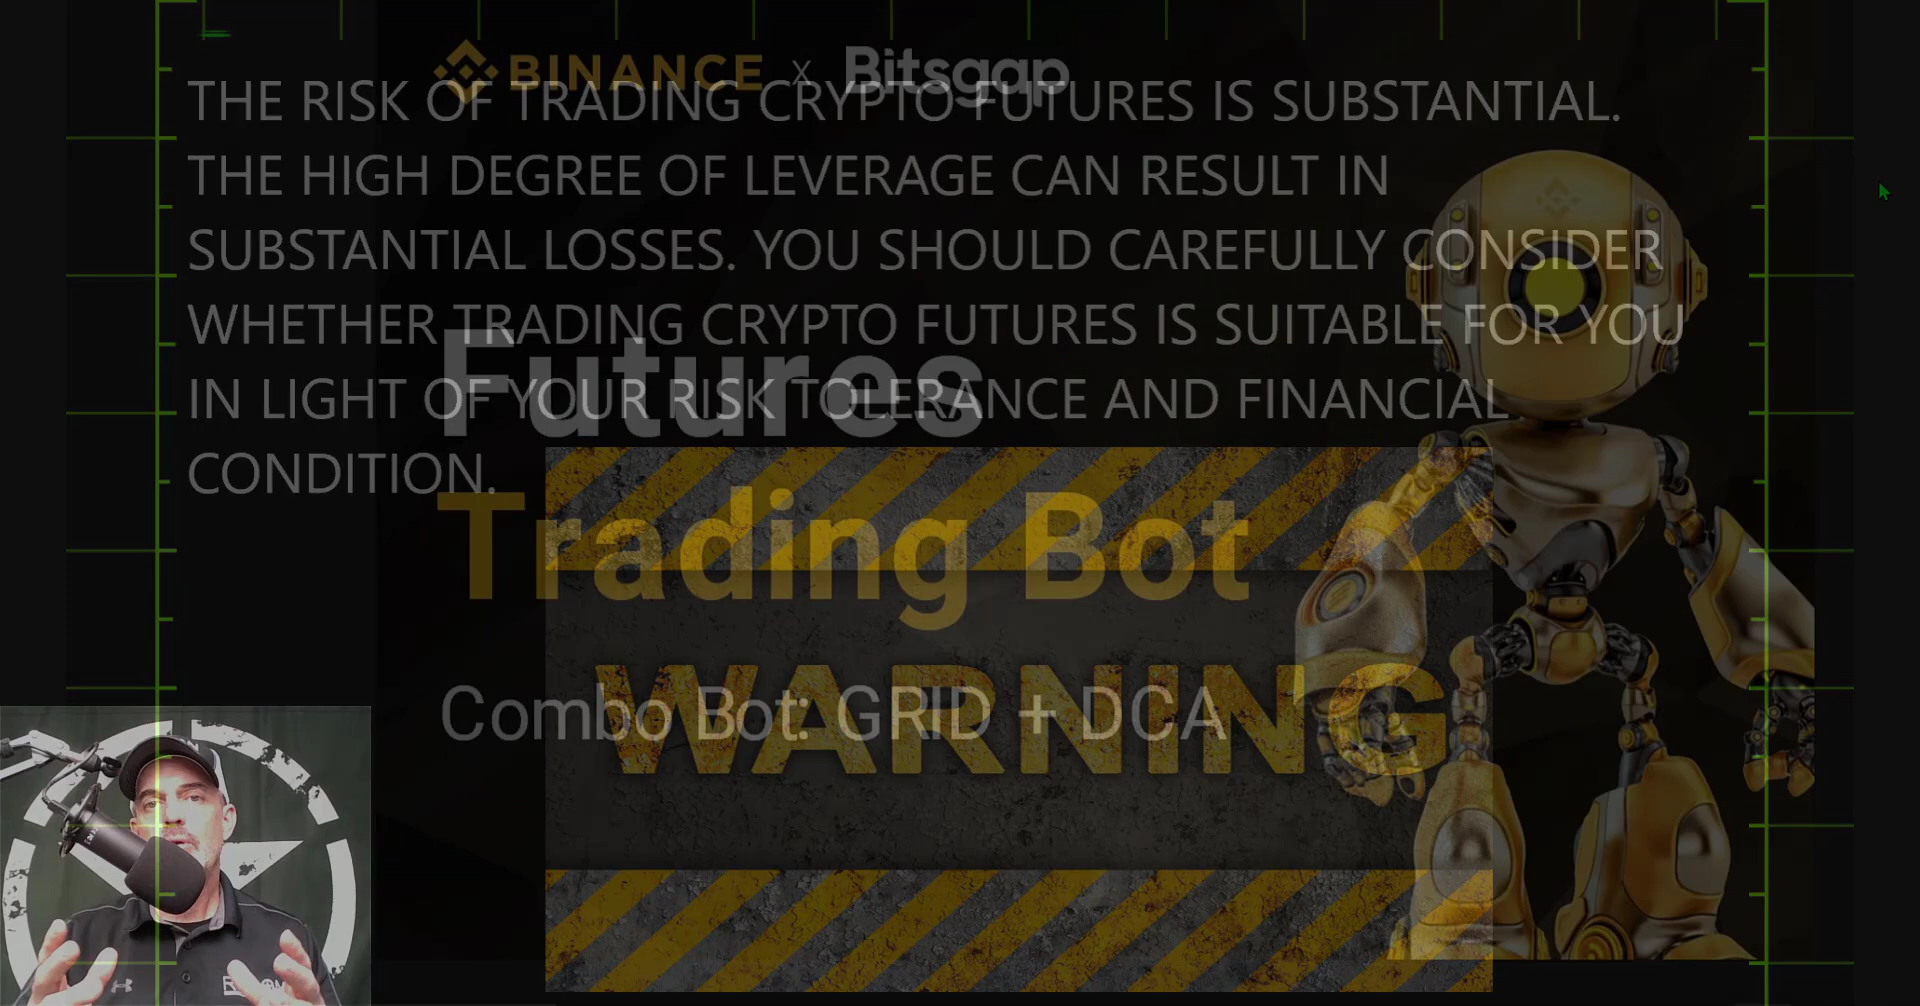 BINANCE x Bitsgap
THE RISK OF TRADING CRYPTO FUTURES IS SUBSTANTIAL.
THE HIGH DEGREE OF LEVERAGE CAN RESULT IN
SUBSTANTIAL LOSSES. YOU SHOULD CAREFULLY CONSIDER
WHETHER TRADING CRYPTO FUTURES IS SUITABLE FOR YOU
IN LIGHT OF YOUR RISK TOLERANCE AND FINANCIAL
CONDITION.
Futures
Trading Bot
WARNING
Combo Bot: GRID + DCA